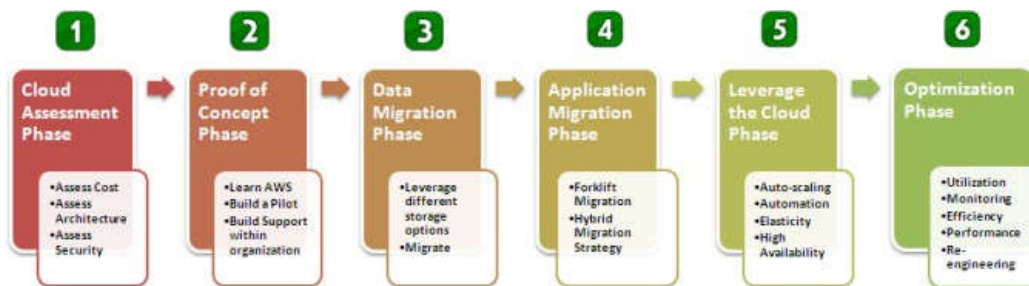 1
2
3
4
5
6
Cloud
Assessment
Phase
•Assess Cost
•Assess
Architecture
•Assess
Security
Proof of
Concept
Phase
•Learn AWS
•Build a Pilot
•Build Support
within
organization
Data
Migration
Phase
•Leverage
different
storage
options
•Migrate
Application
Migration
Phase
•Forklift
Migration
•Hybrid
Migration
Strategy
Leverage
the Cloud
Phase
•Auto-scaling
•Automation
•Elasticity
•High
Availability
Optimization
Phase
•Utilization
•Monitoring
•Efficiency
•Performance
•Re-
engineering